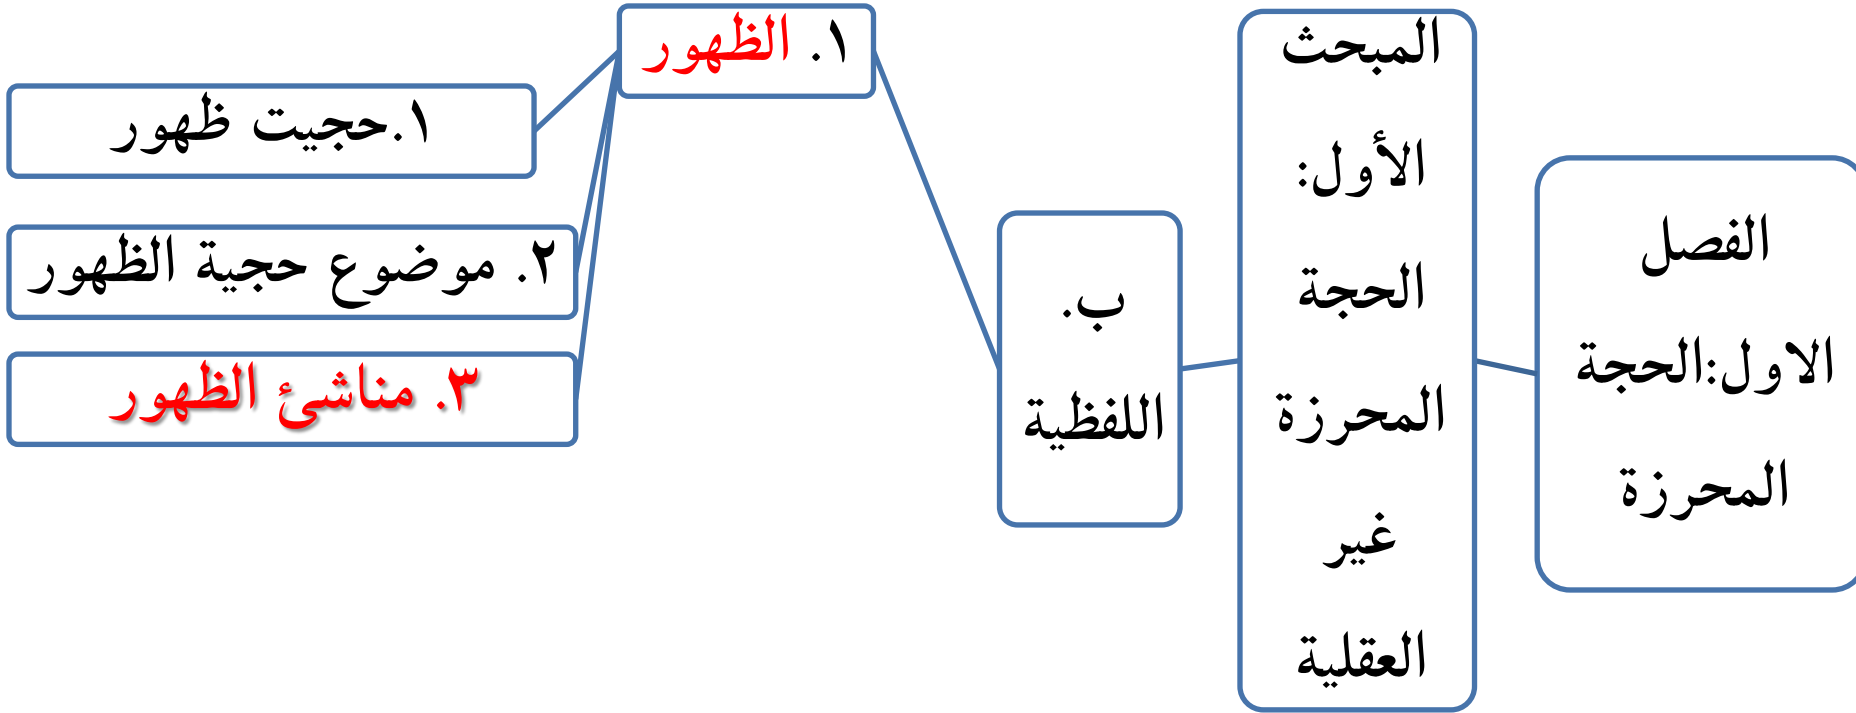 الفصل
الاول:الحجة
المحرزة
المبحث
الأول:
الحجة
المحرزة
غير
العقلية
ب.
اللفظية
١. الظهور
١.حجيت ظهور
٢. موضوع حجية الظهور
٣. مناشئ الظهور